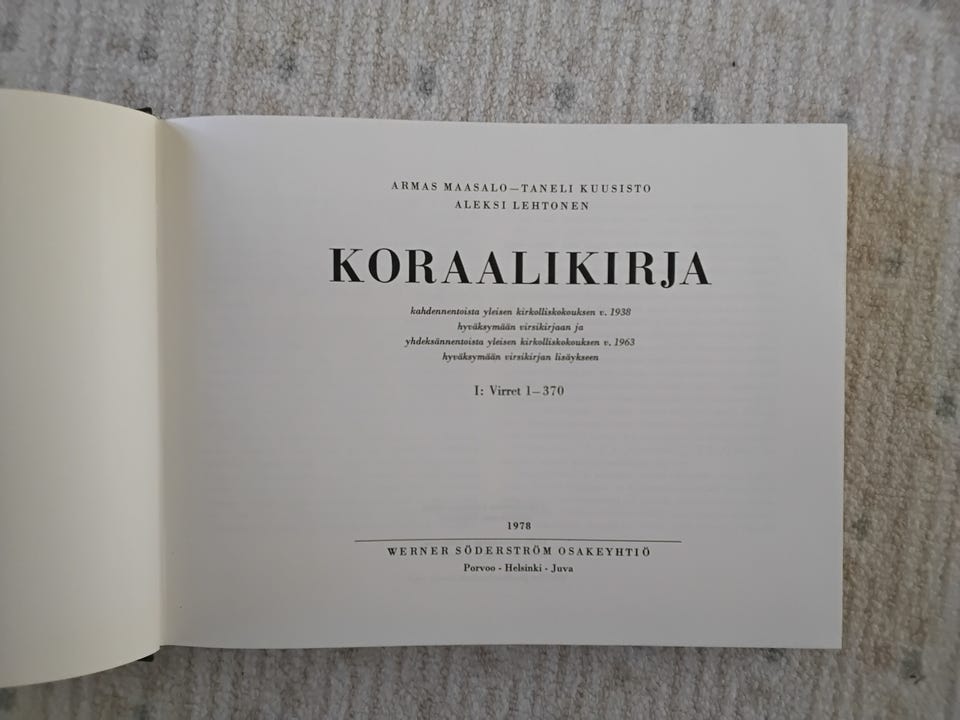 ARMAS MAASALO—TANELI KUUSISTO
ALEKSI LEHTONEN
KORAALIKIRJA
kahdennentoista yleisen kirkolliskokouksen v. 1938
hyväksymään virsikirjaan ja
yhdeksännentoista yleisen kirkolliskokouksen v. 1963
hyväksymään virsikirjan lisäykseen
I: Virret 1—370
1978
WERNER SÖDERSTRÖM OSAKEYHTIÖ
Porvoo - Helsinki - Juva